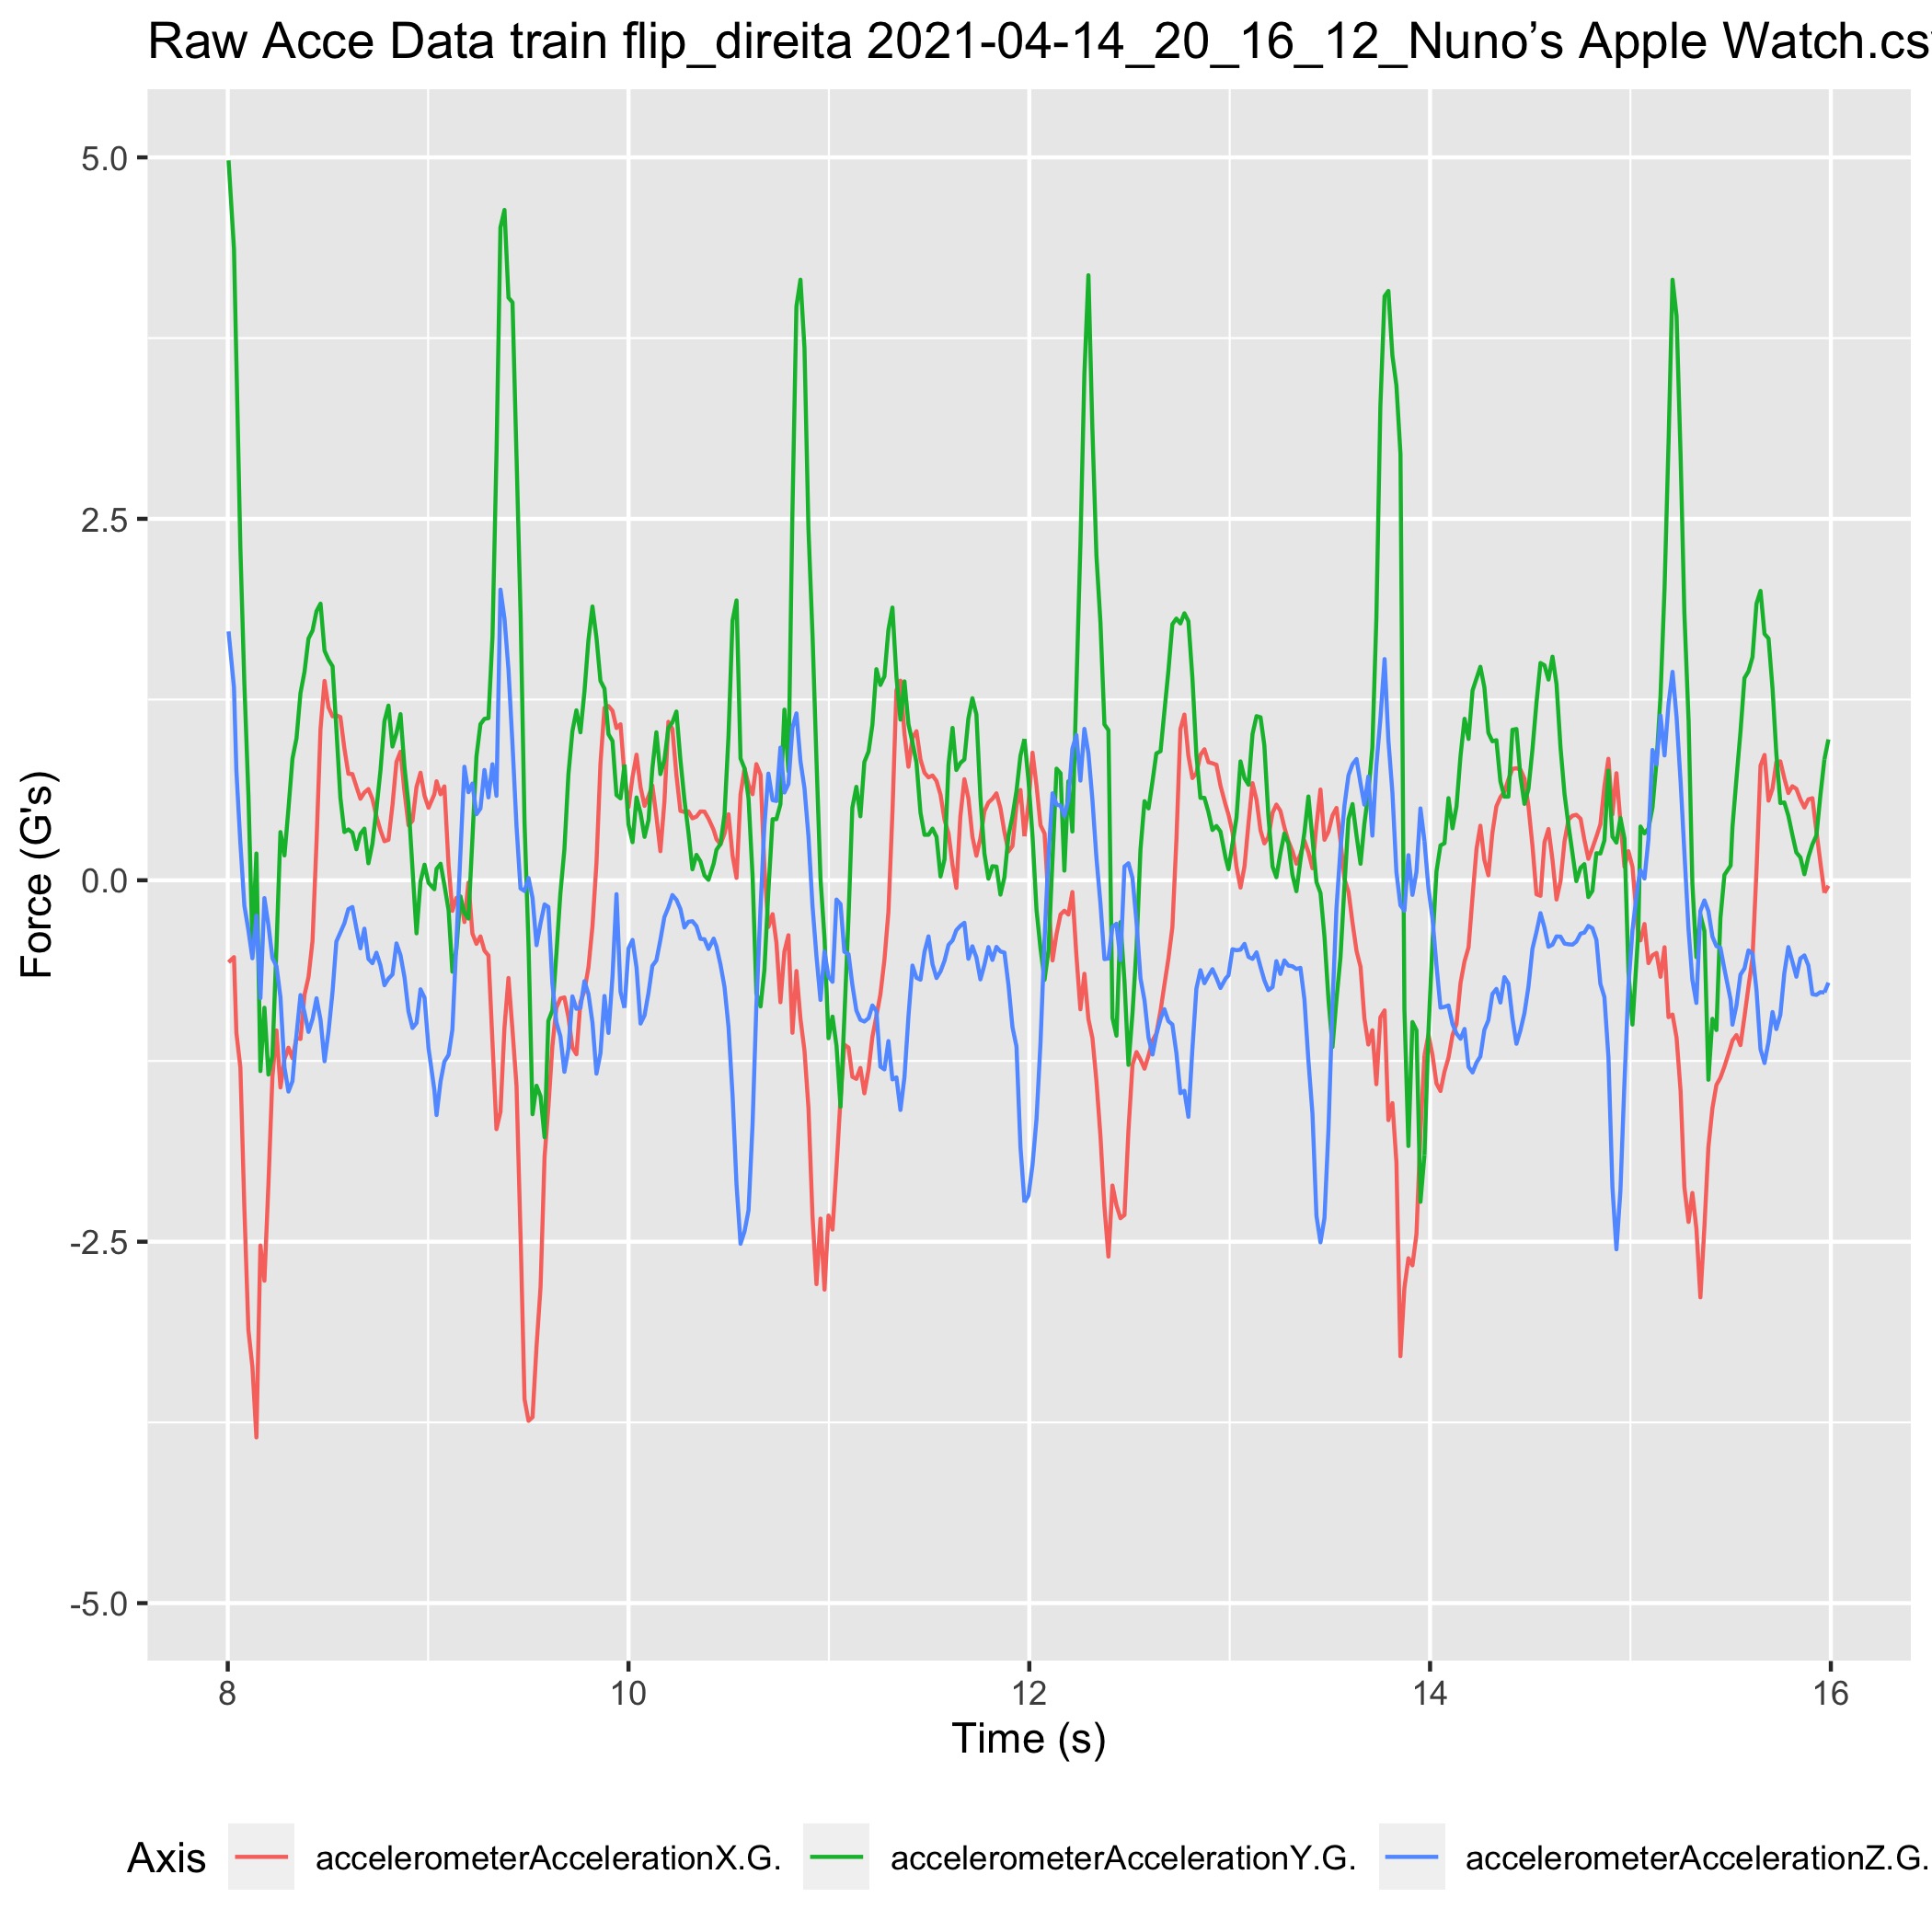 Raw Acce Data train flip_direita 2021-04-14_20_16_12_Nuno’s Apple Watch.cs
5.0
2.5
0.0
-2.5
-5.0
Force (G's)
8 10 12 14 16
Time (s)
Axis accelerometerAccelerationX.G. accelerometerAccelerationY.G. accelerometerAccelerationZ.G.